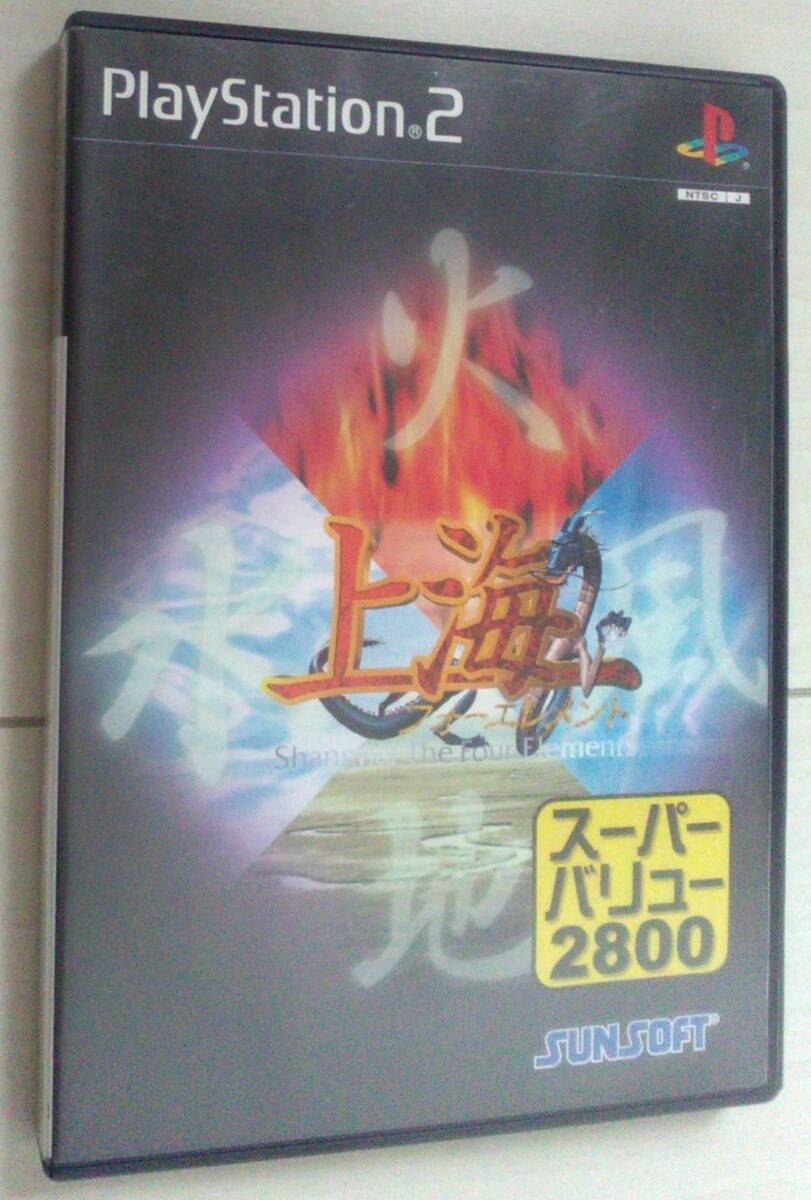 PlayStation®2
NTSC J
火
水
風
上海
フォーエレメント
Shanghai the Four Elements
地
スーパー
バリュー
2800
SUNSOFT®